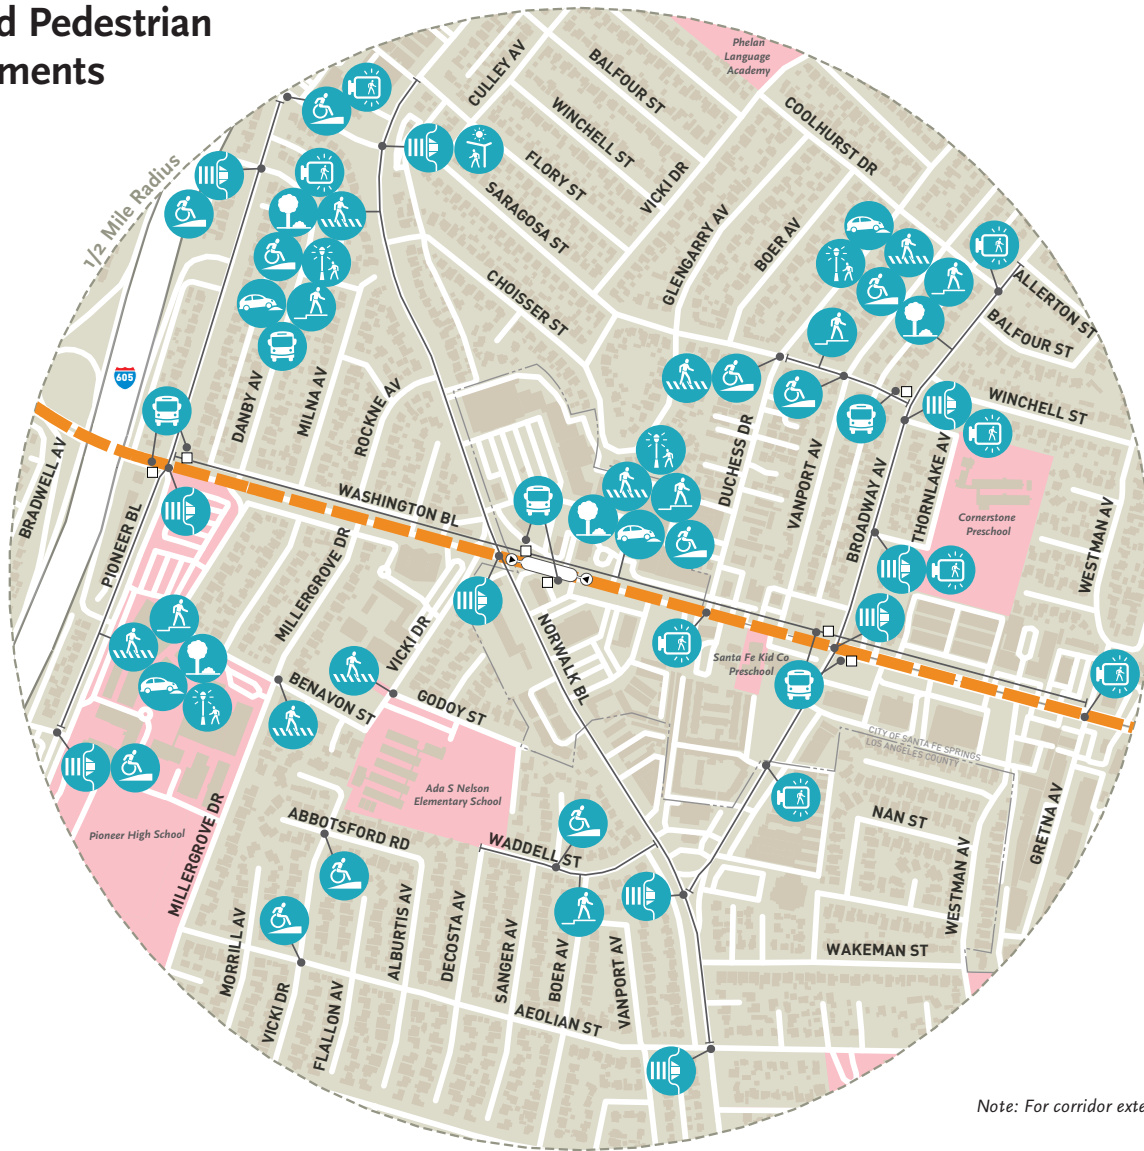 d Pedestrian
ments
1/2 Mile Radius
Phelan
Language
Academy
CULLEY AV
BALFOUR ST
WINCHELL ST
FLORY ST
SARAGOSA ST
VICKI DR
COOLHURST DR
GLENGARRY AV
BOER AV
CHOISSER ST
ALLERTON ST
BALFOUR ST
WINCHELL ST
605
DANBY AV
MILNA AV
ROCKNE AV
BRADWELL AV
PIONEER BL
WASHINGTON BL
DUCHESS DR
VANPORT AV
BROADWAY AV
THORNLAKE AV
Cornerstone
Preschool
WESTMAN AV
MILLERGROVE DR
VICKI DR
NORWALK BL
Santa Fe Kid Co
Preschool
BENAVON ST
GODOY ST
CITY OF SANTA FE SPRINGS
LOS ANGELES COUNTY
Ada S Nelson
Elementary School
Pioneer High School
MILLERGROVE DR
ABBOTSFORD RD
WADDELL ST
NAN ST
GRETNA AV
WESTMAN AV
MORRILL AV
VICKI DR
FLALLON AV
ALBURTIS AV
DECOSTA AV
SANGER AV
BOER AV
VANPORT AV
WAKEMAN ST
AEOLIAN ST
Note: For corridor exte